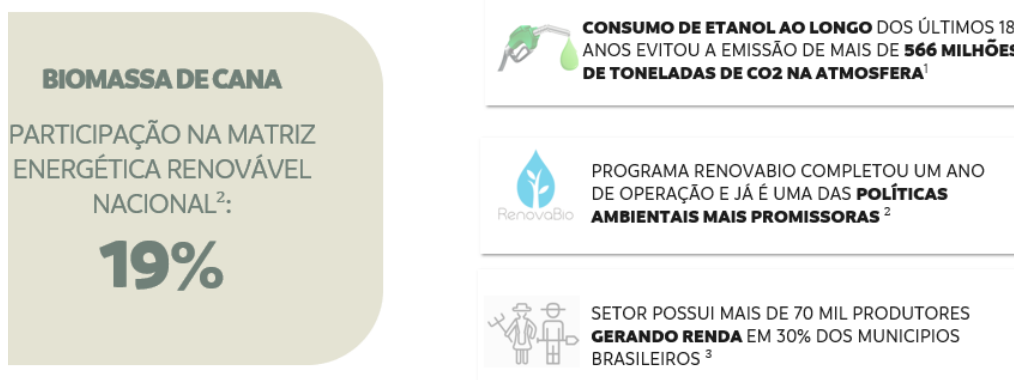 BIOMASSA DE CANA
PARTICIPAÇÃO NA MATRIZ
ENERGÉTICA RENOVÁVEL
NACIONAL²:
19%
CONSUMO DE ETANOL AO LONGO DOS ÚLTIMOS 18
ANOS EVITOU A EMISSÃO DE MAIS DE 566 MILHÕES
DE TONELADAS DE CO2 NA ATMOSFERA¹
RenovaBio
PROGRAMA RENOVABIO COMPLETOU UM ANO
DE OPERAÇÃO E JÁ É UMA DAS POLÍTICAS
AMBIENTAIS MAIS PROMISSORAS ²
SETOR POSSUI MAIS DE 70 MIL PRODUTORES
GERANDO RENDA EM 30% DOS MUNICIPIOS
BRASILEIROS ³